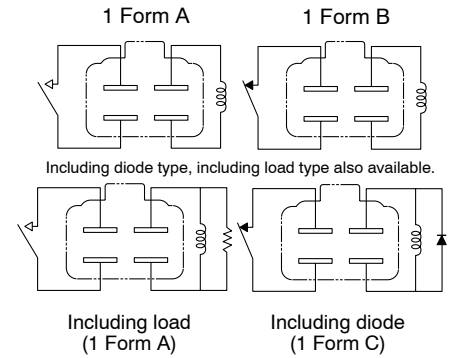 1 Form A
1 Form B
Including diode type, including load type also available.
Including load
(1 Form A)
Including diode
(1 Form C)